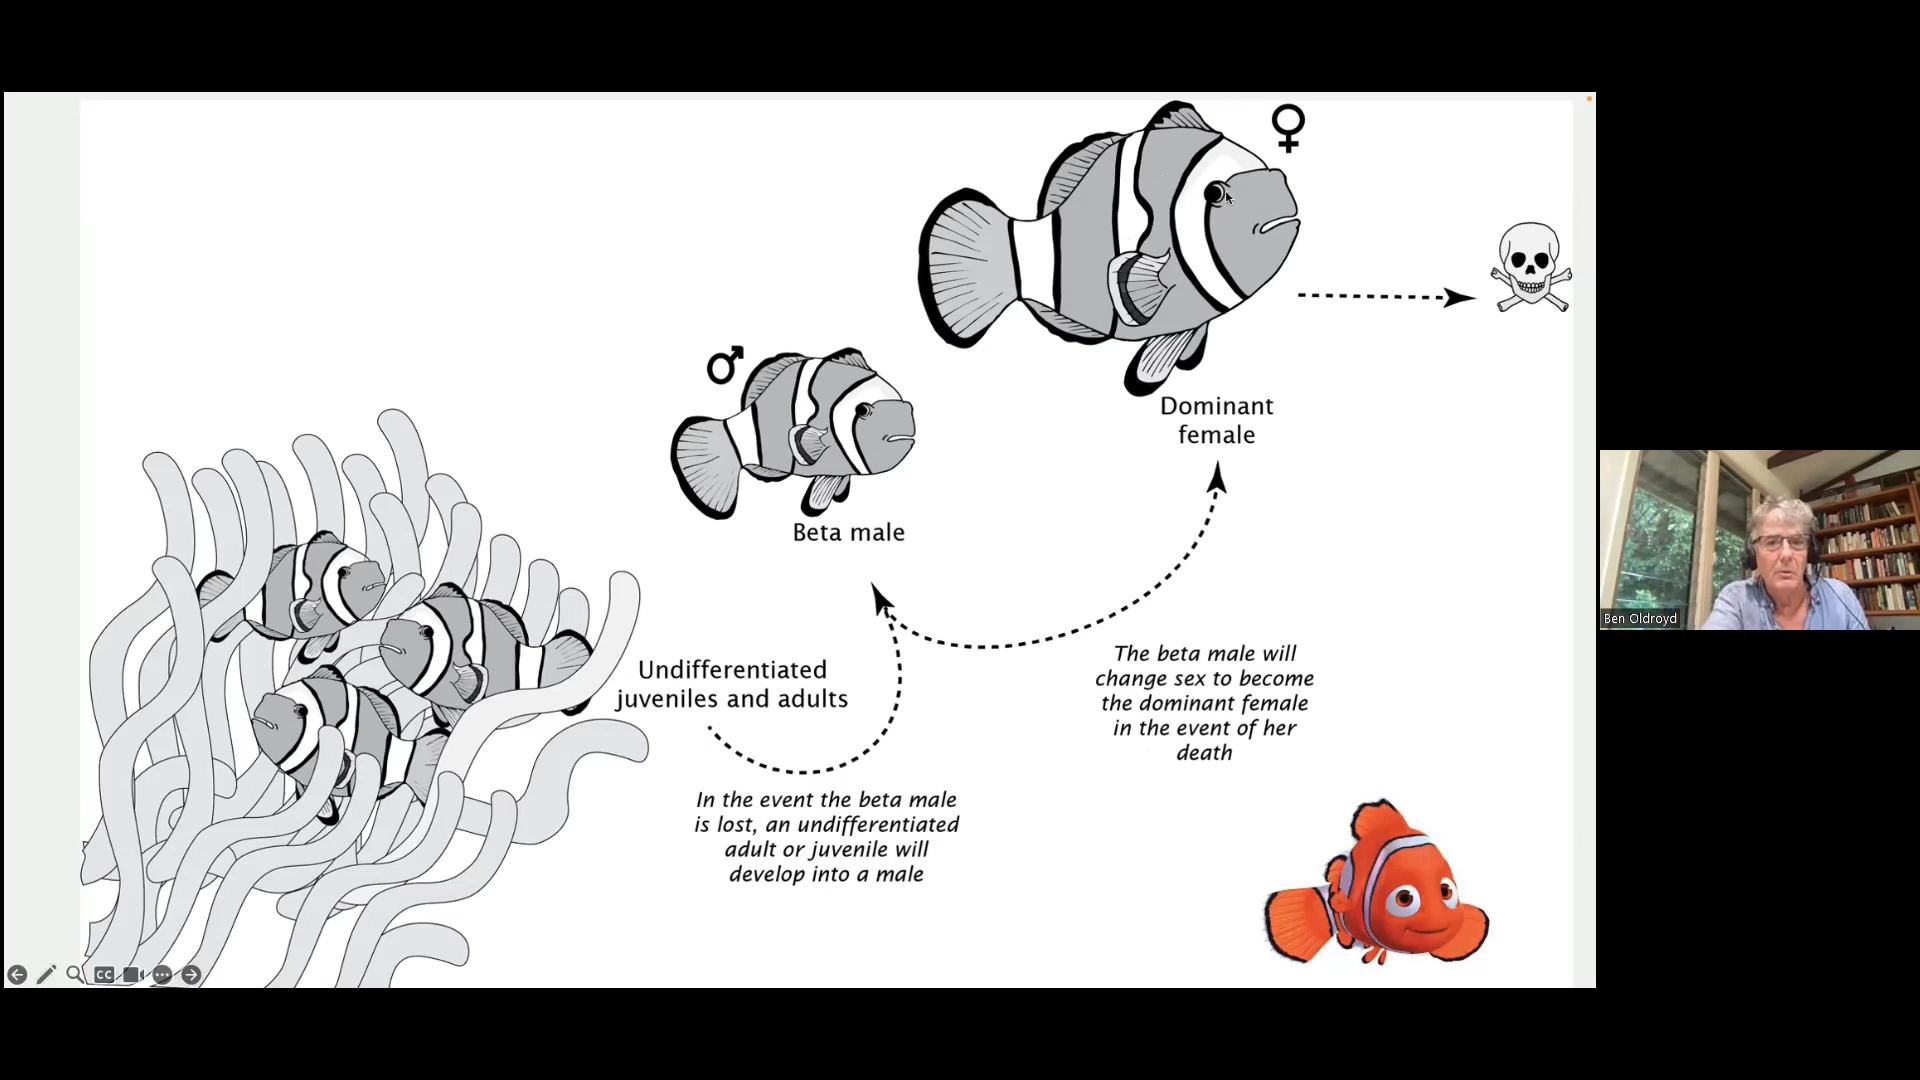 Dominant
female
Beta male
Undifferentiated
juveniles and adults
The beta male will
change sex to become
the dominant female
in the event of her
death
In the event the beta male
is lost, an undifferentiated
adult or juvenile will
develop into a male
CC
Ben Oldroyd